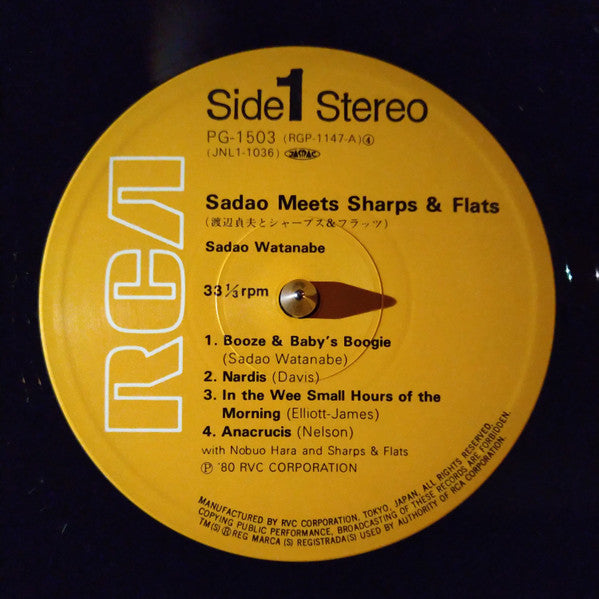 Side 1 Stereo
PG-1503 (RGP-1147-A)④
(JNL1-1036) JASRAC
RCA
Sadao Meets Sharps & Flats
(渡辺貞夫とシャープス&フラッツ)
Sadao Watanabe
33 1/3 rpm
1. Booze & Baby's Boogie
(Sadao Watanabe)
2. Nardis (Davis)
3. In the Wee Small Hours of the
Morning (Elliott-James)
4. Anacrucis (Nelson)
with Nobuo Hara and Sharps & Flats
Ⓟ '80 RVC CORPORATION
MANUFACTURED BY RVC CORPORATION, TOKYO, JAPAN, ALL RIGHTS RESERVED,
COPYING PUBLIC PERFORMANCE, BROADCASTING OF THESE RECORDS ARE FORBIDDEN.
TM(S) ® REG MARCA (S) REGISTRADA(S) USED BY AUTHORITY OF RCA CORPORATION.